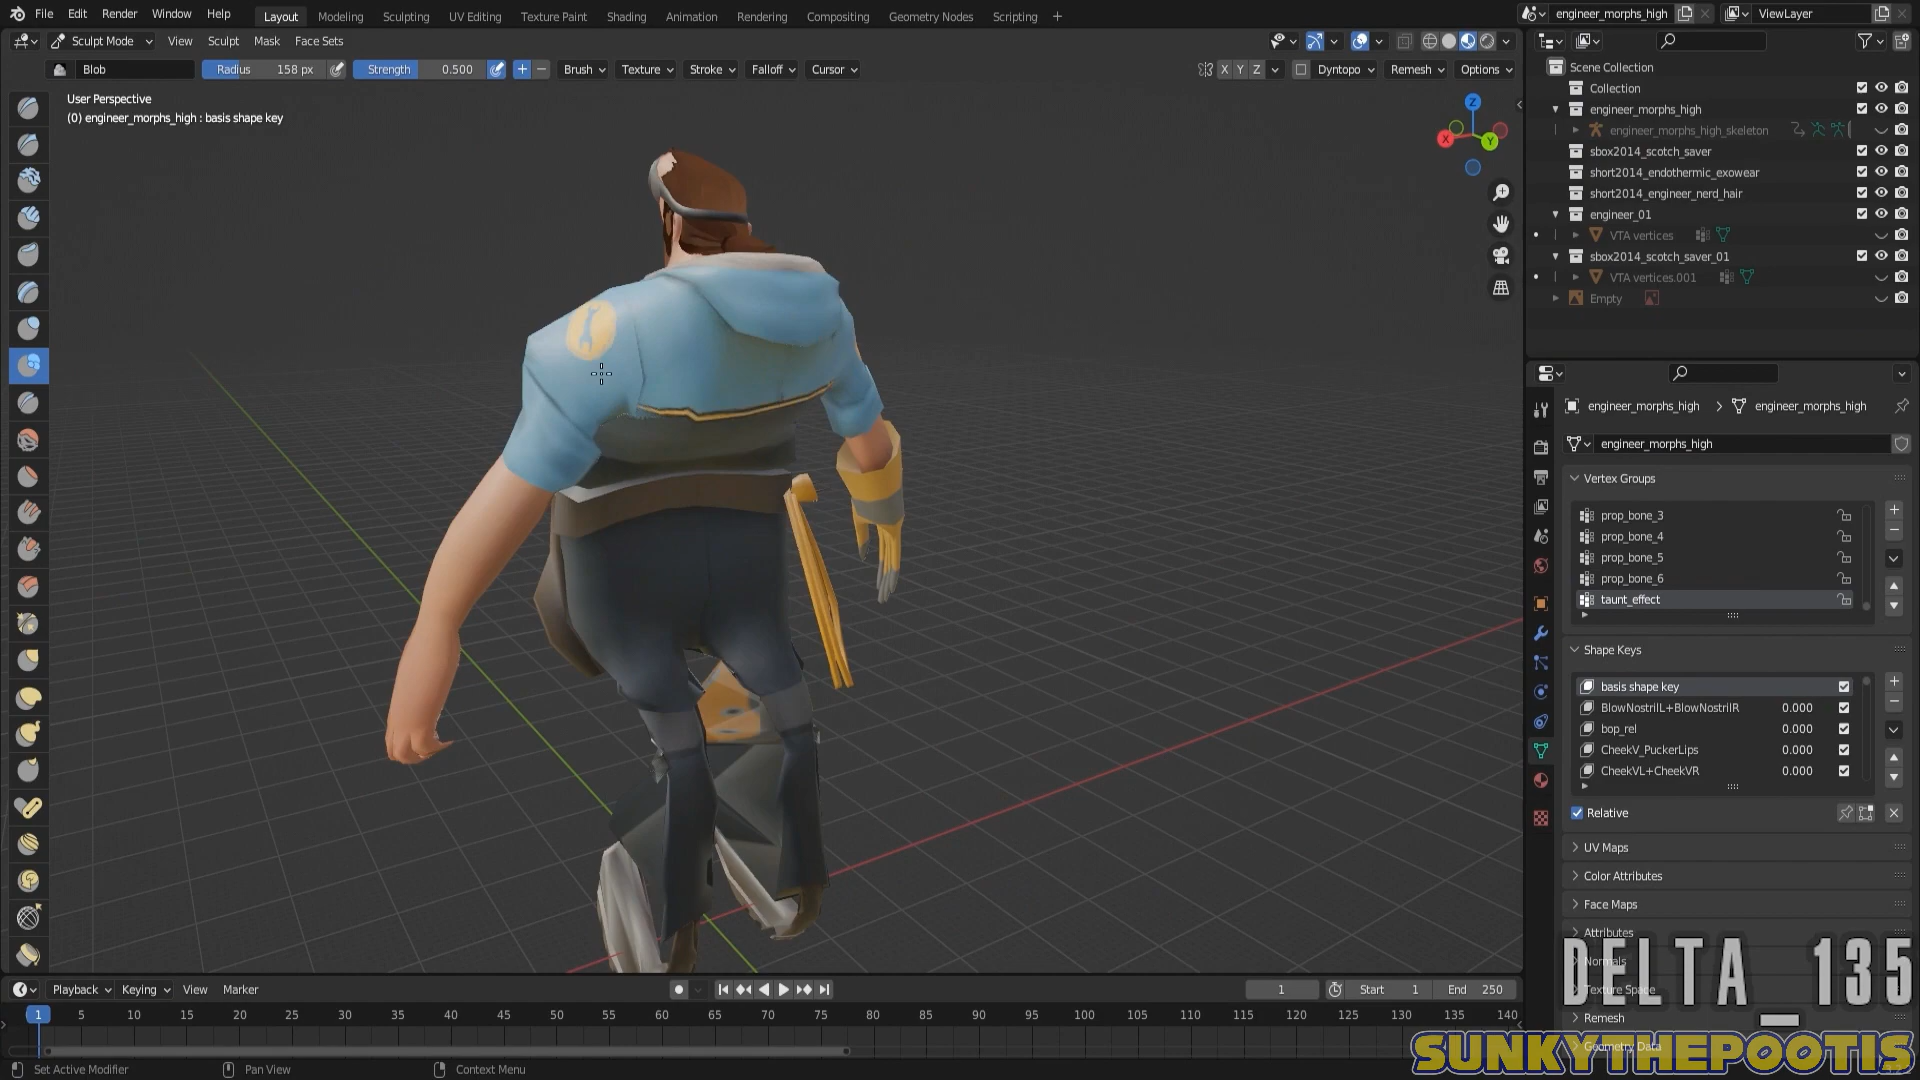 File Edit Render Window Help Layout Modeling Sculpting UV Editing Texture Paint Shading Animation Rendering Compositing Geometry Nodes Scripting + engineer_morphs_high ViewLayer
Sculpt Mode View Sculpt Mask Face Sets
Blob Radius 158 px Strength 0.500 Brush Texture Stroke Falloff Cursor X Y Z Dyntopo Remesh Options
User Perspective
(0) engineer_morphs_high : basis shape key
Z
X
Y
Scene Collection
Collection
engineer_morphs_high
engineer_morphs_high_skeleton
sbox2014_scotch_saver
short2014_endothermic_exowear
short2014_engineer_nerd_hair
engineer_01
VTA vertices
sbox2014_scotch_saver_01
VTA vertices.001
Empty
engineer_morphs_high > engineer_morphs_high
engineer_morphs_high
Vertex Groups
prop_bone_3
prop_bone_4
prop_bone_5
prop_bone_6
taunt_effect
Shape Keys
basis shape key
BlowNostrilL+BlowNostrilR 0.000
bop_rel 0.000
CheekV_PuckerLips 0.000
CheekVL+CheekVR 0.000
Relative
UV Maps
Color Attributes
Face Maps
Attributes
Normals
Texture Space
Remesh
Geometry Data
DELTA 135
SUNKYTHEPOOTIS
Playback Keying View Marker 1 Start 1 End 250
1 5 10 15 20 25 30 35 40 45 50 55 60 65 70 75 80 85 90 95 100 105 110 115 120 125 130 135 140
Set Active Modifier Pan View Context Menu